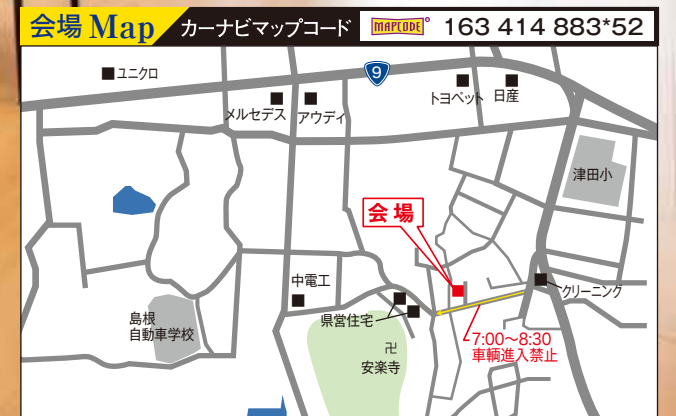 会場 Map カーナビマップコード MAPCODE® 163 414 883*52
ユニクロ
9
メルセデス
アウディ
トヨペット
日産
津田小
会場
中電工
クリーニング
県営住宅
島根
自動車学校
卍
安楽寺
7:00〜8:30
車輌進入禁止